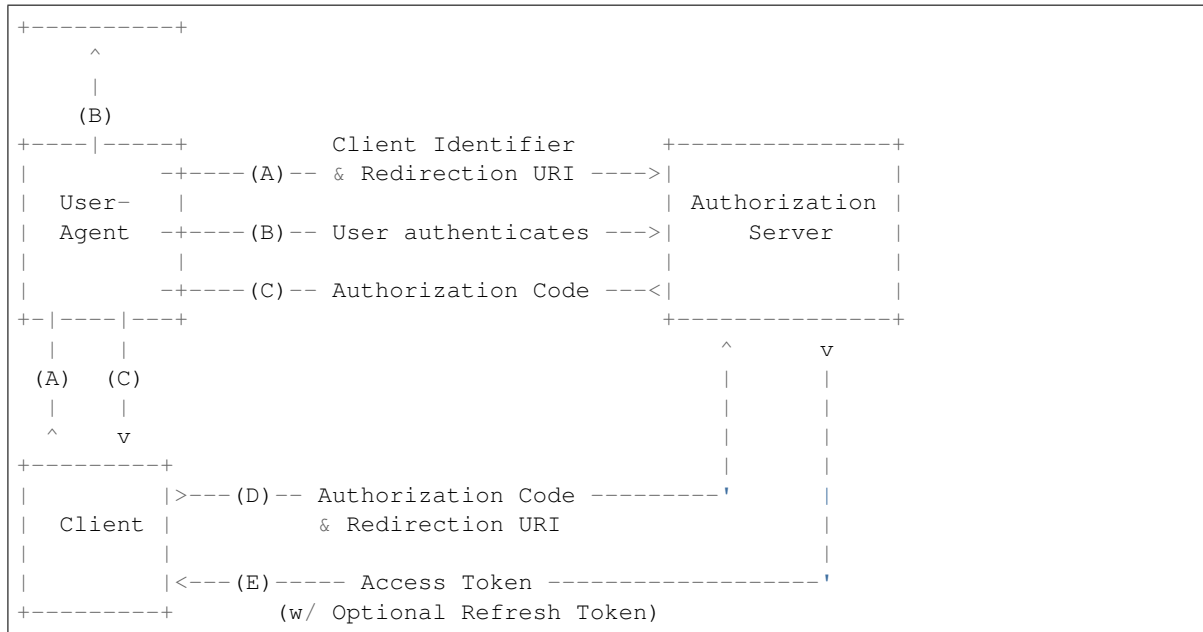 +----------+
^
|
(B)
+----|-----+ Client Identifier +---------------+
| -+----(A)-- & Redirection URI ---->| |
| User- | | Authorization |
| Agent -+----(B)-- User authenticates --->| Server |
| | | |
| -+----(C)-- Authorization Code ---<| |
+-|----|---+ +---------------+
| | ^ v
(A) (C) | |
| | | |
^ v | |
+---------+ | |
| |>---(D)-- Authorization Code ---------' |
| Client | & Redirection URI |
| | |
| |<---(E)----- Access Token -------------------'
+---------+ (w/ Optional Refresh Token)